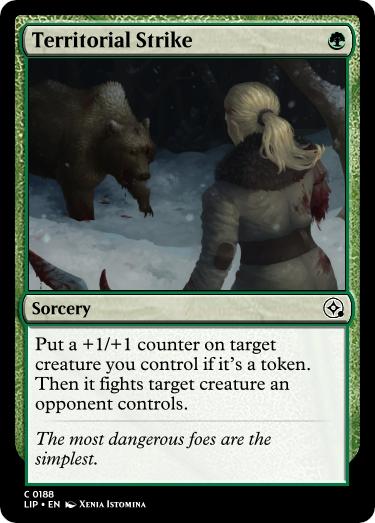 Territorial Strike
Sorcery
Put a +1/+1 counter on target
creature you control if it's a token.
Then it fights target creature an
opponent controls.
The most dangerous foes are the
simplest.
C 0188
LIP • EN Xenia Istomina